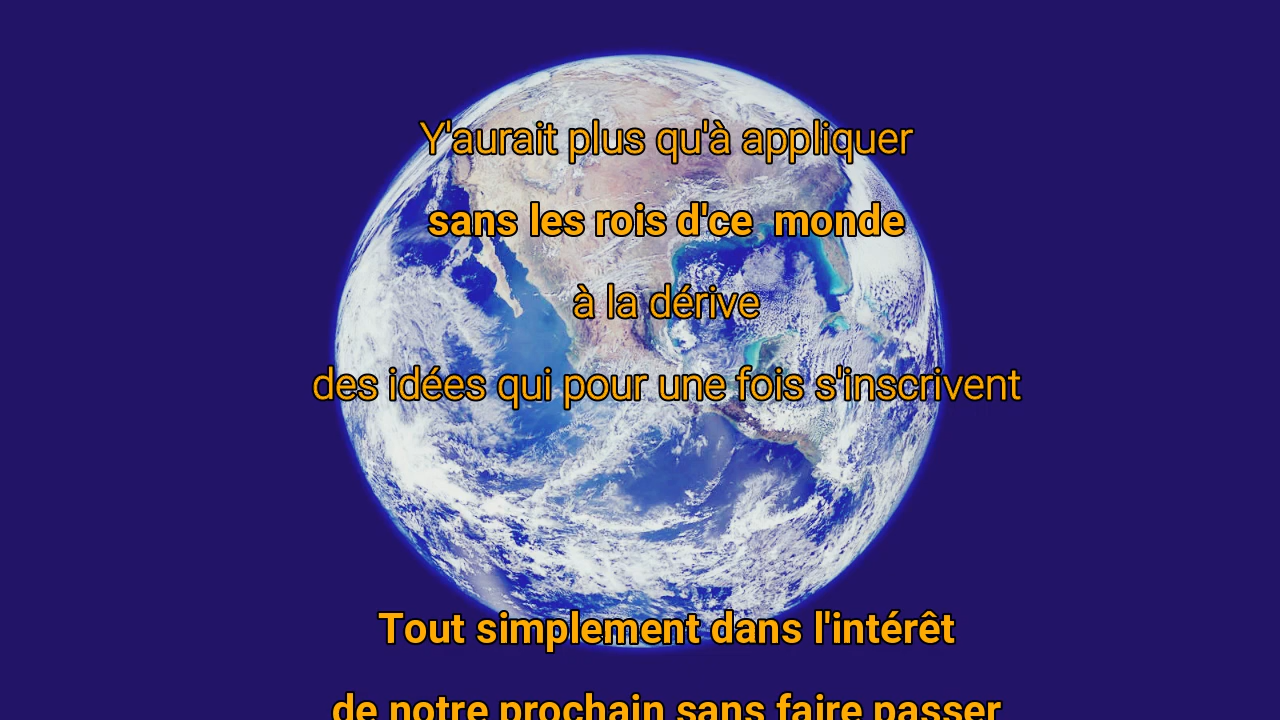 Y'aurait plus qu'à appliquer
sans les rois d'ce  monde
à la dérive
des idées qui pour une fois s'inscrivent
Tout simplement dans l'intérêt
de notre prochain sans faire passer